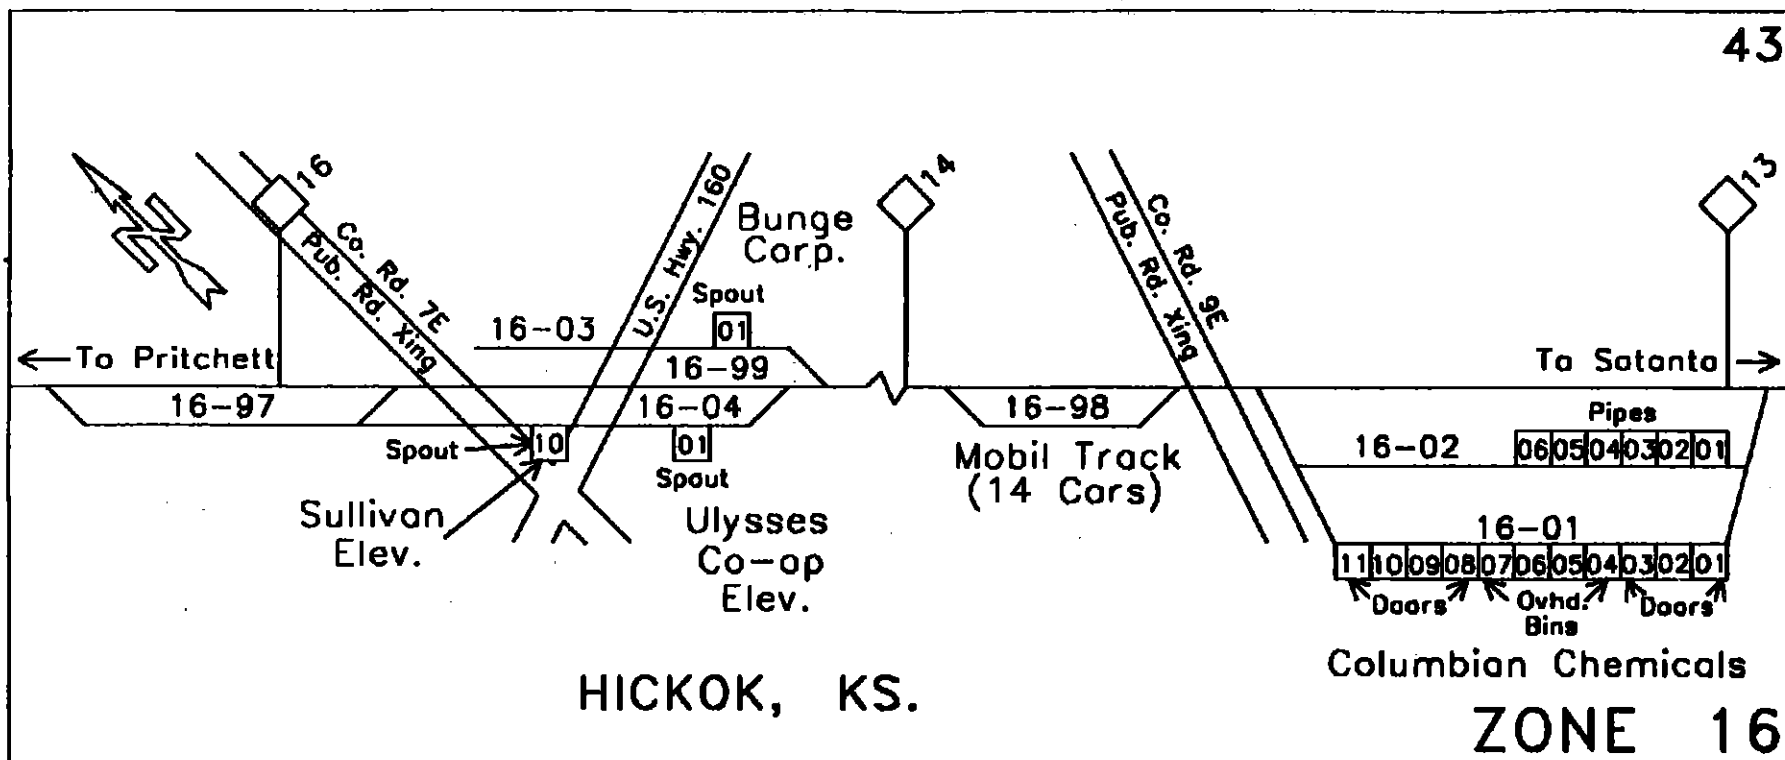 43
16
14
13
Co. Rd. 7E
Pub. Rd. Xing
U.S. Hwy. 160
Bunge
Corp.
Co. Rd. 9E
Pub. Rd. Xing
N
Spout
01
16-03
16-99
To Pritchett
To Satanta
16-97
16-04
16-98
Spout
10
01
Spout
Sullivan
Elev.
Ulysses
Co-op
Elev.
Mobil Track
(14 Cars)
Pipes
16-02
06 05 04 03 02 01
16-01
11 10 09 08 07 06 05 04 03 02 01
Doors
Ovhd.
Bins
Doors
Columbian Chemicals
HICKOK, KS.
ZONE 16